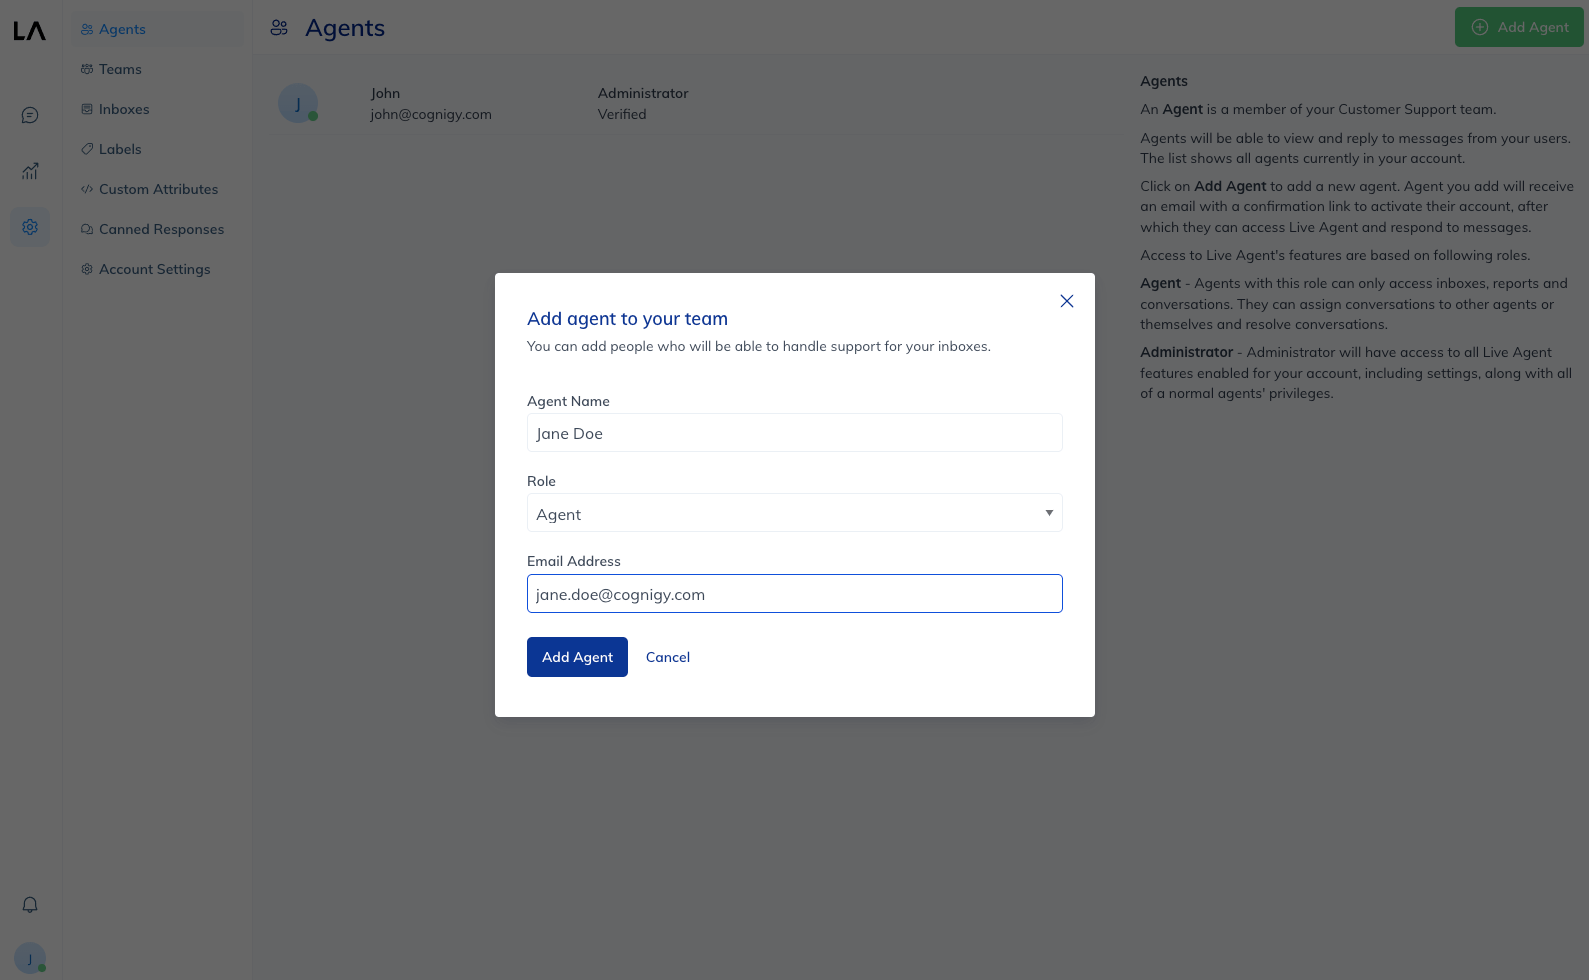 LA
Agents
Teams
Inboxes
Labels
Custom Attributes
Canned Responses
Account Settings
J
Agents
Add Agent
J
John
john@cognigy.com
Administrator
Verified
Agents
An Agent is a member of your Customer Support team.
Agents will be able to view and reply to messages from your users.
The list shows all agents currently in your account.
Click on Add Agent to add a new agent. Agent you add will receive
an email with a confirmation link to activate their account, after
which they can access Live Agent and respond to messages.
Access to Live Agent's features are based on following roles.
Agent - Agents with this role can only access inboxes, reports and
conversations. They can assign conversations to other agents or
themselves and resolve conversations.
Administrator - Administrator will have access to all Live Agent
features enabled for your account, including settings, along with all
of a normal agents' privileges.
Add agent to your team
You can add people who will be able to handle support for your inboxes.
Agent Name
Jane Doe
Role
Agent
Email Address
jane.doe@cognigy.com
Add Agent
Cancel